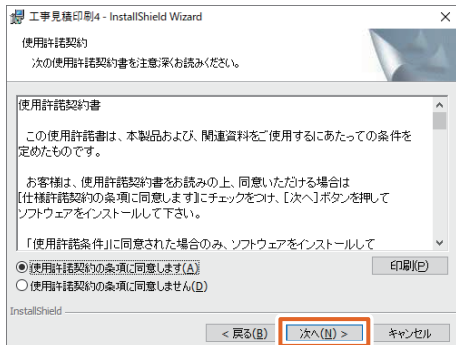 工事見積印刷4 - InstallShield Wizard
使用許諾契約
次の使用許諾契約書を注意深くお読みください。
使用許諾契約書
この使用許諾書は、本製品および、関連資料をご使用するにあたっての条件を
定めたものです。
お客様は、使用許諾契約書をお読みの上、同意いただける場合は
[仕様許諾契約の条項に同意します]にチェックをつけ、[次へ]ボタンを押して
ソフトウェアをインストールして下さい。
「使用許諾条件」に同意された場合のみ、ソフトウェアをインストールして
使用許諾契約の条項に同意します(A)
印刷(P)
使用許諾契約の条項に同意しません(D)
InstallShield
< 戻る(B)
次へ(N) >
キャンセル